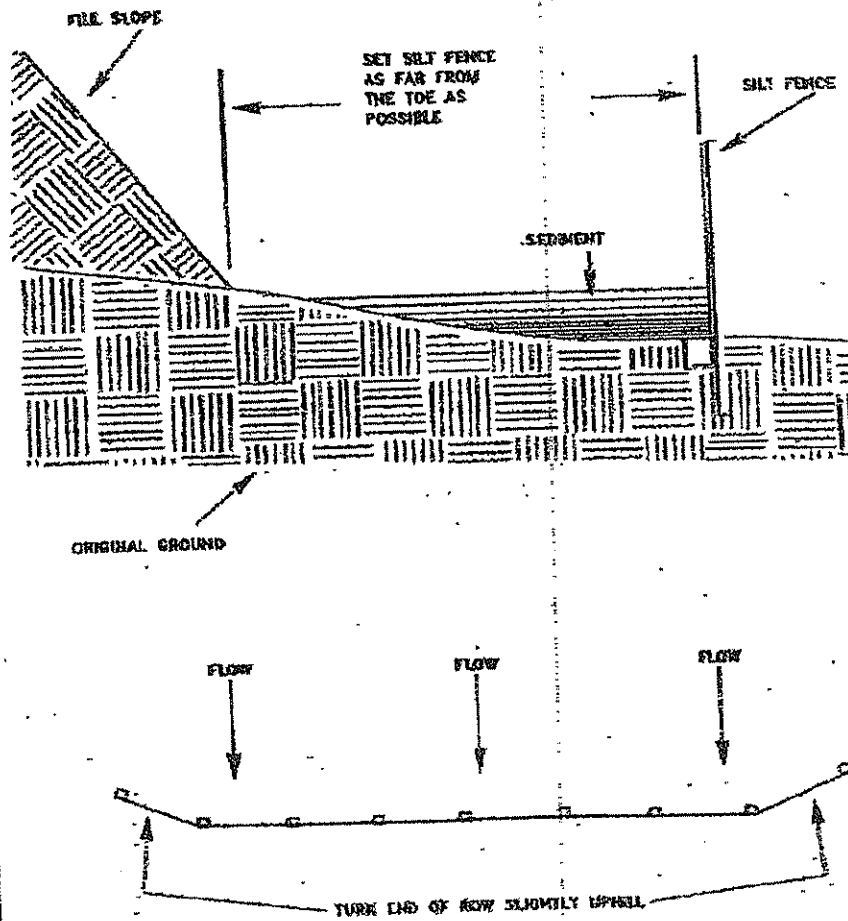 FILL SLOPE
SET SILT FENCE
AS FAR FROM
THE TOE AS
POSSIBLE
SILT FENCE
SEDIMENT
ORIGINAL GROUND
FLOW
FLOW
FLOW
TURN END OF ROW SLIGHTLY UPHILL